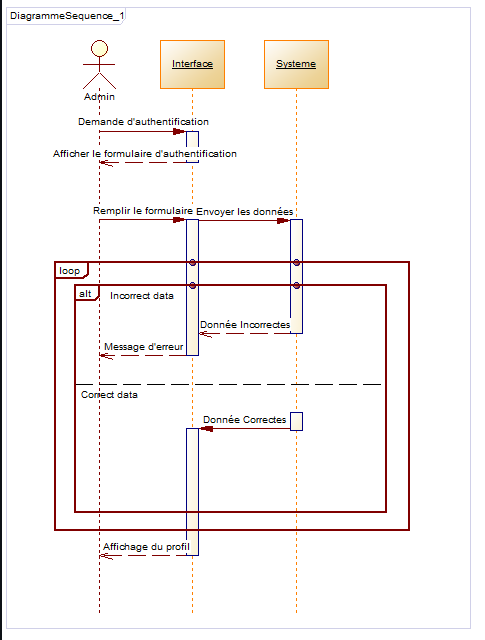 DiagrammeSequence_1
Interface
Systeme
Admin
Demande d'authentification
Afficher le formulaire d'authentification
Remplir le formulaire
Envoyer les données
loop
alt
Incorrect data
Donnée Incorrectes
Message d'erreur
Correct data
Donnée Correctes
Affichage du profil